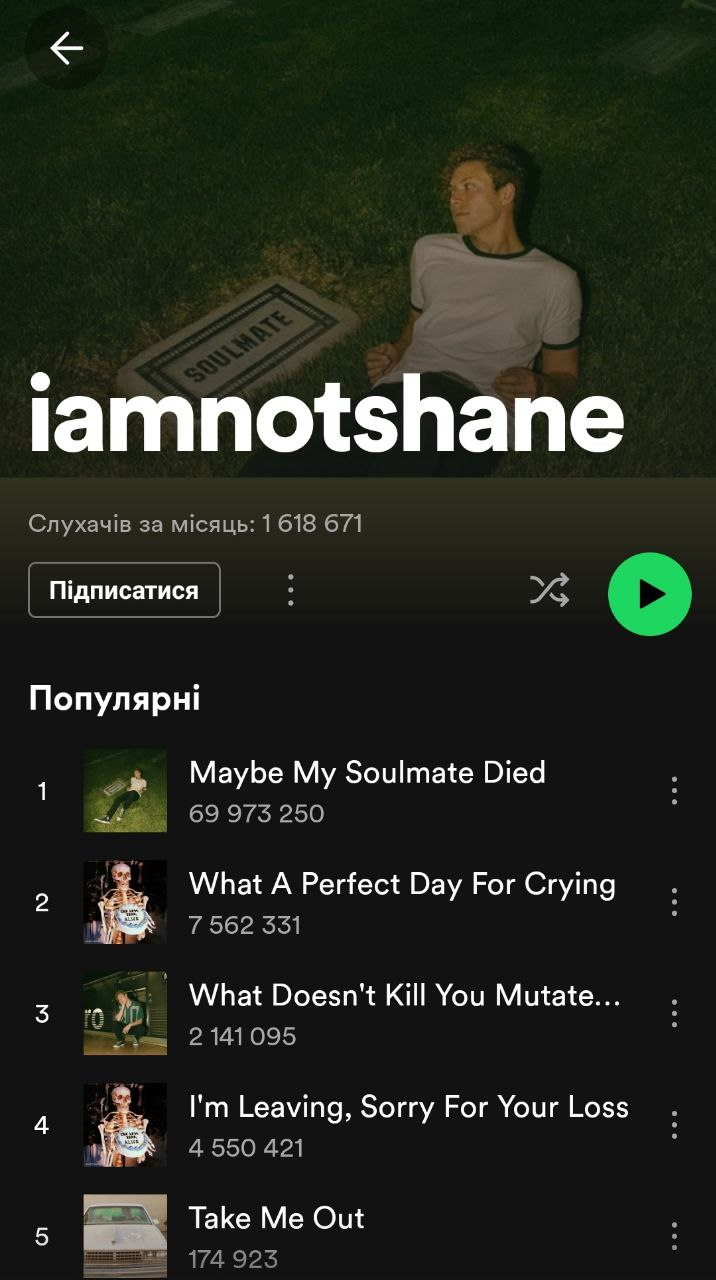 SOULMATE
iamnotshane
Слухачів за місяць: 1 618 671
Підписатися
Популярні
1
Maybe My Soulmate Died
69 973 250
2
What A Perfect Day For Crying
7 562 331
3
What Doesn't Kill You Mutate...
2 141 095
4
I'm Leaving, Sorry For Your Loss
4 550 421
5
Take Me Out
174 923